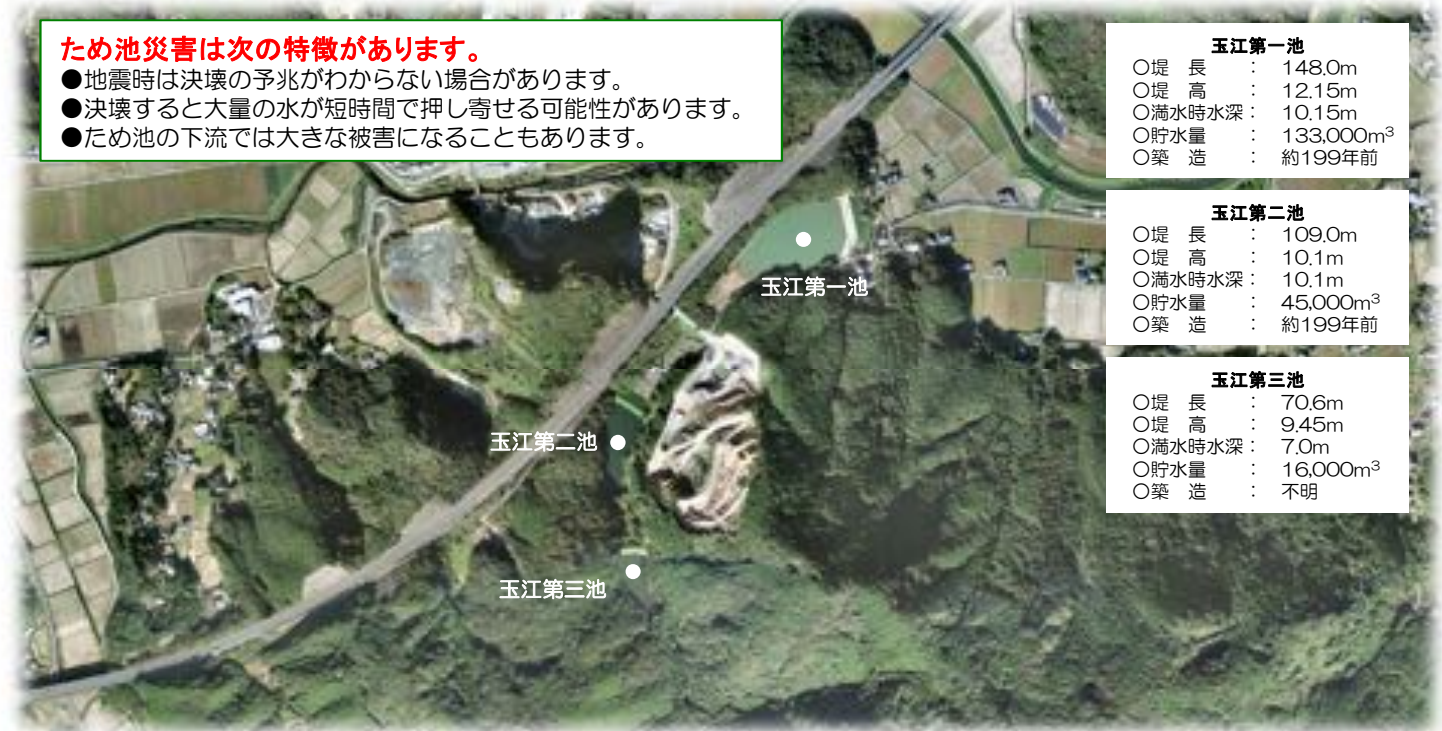 ため池災害は次の特徴があります。
●地震時は決壊の予兆がわからない場合があります。
●決壊すると大量の水が短時間で押し寄せる可能性があります。
●ため池の下流では大きな被害になることもあります。
玉江第一池
○堤　長　：　148.0m
○堤　高　：　12.15m
○満水時水深：　10.15m
○貯水量　：　133,000m³
○築　造　：　約199年前
玉江第二池
○堤　長　：　109.0m
○堤　高　：　10.1m
○満水時水深：　10.1m
○貯水量　：　45,000m³
○築　造　：　約199年前
玉江第三池
○堤　長　：　70.6m
○堤　高　：　9.45m
○満水時水深：　7.0m
○貯水量　：　16,000m³
○築　造　：　不明
玉江第一池
玉江第二池
玉江第三池